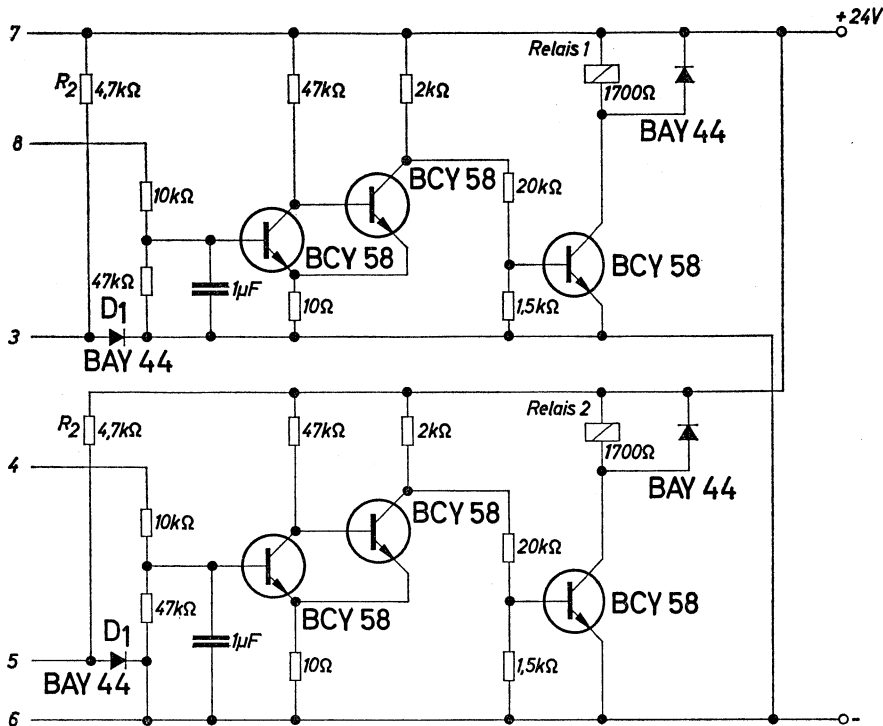 + 24V
7
Relais 1
R2 4,7kΩ
47kΩ
2kΩ
1700Ω
BAY 44
8
BCY 58
10kΩ
20kΩ
BCY 58
BCY 58
47kΩ
1µF
10Ω
1,5kΩ
D1
3
BAY 44
Relais 2
R2 4,7kΩ
47kΩ
2kΩ
1700Ω
4
BAY 44
BCY 58
10kΩ
20kΩ
BCY 58
BCY 58
47kΩ
D1
1µF
10Ω
1,5kΩ
5
BAY 44
6
-